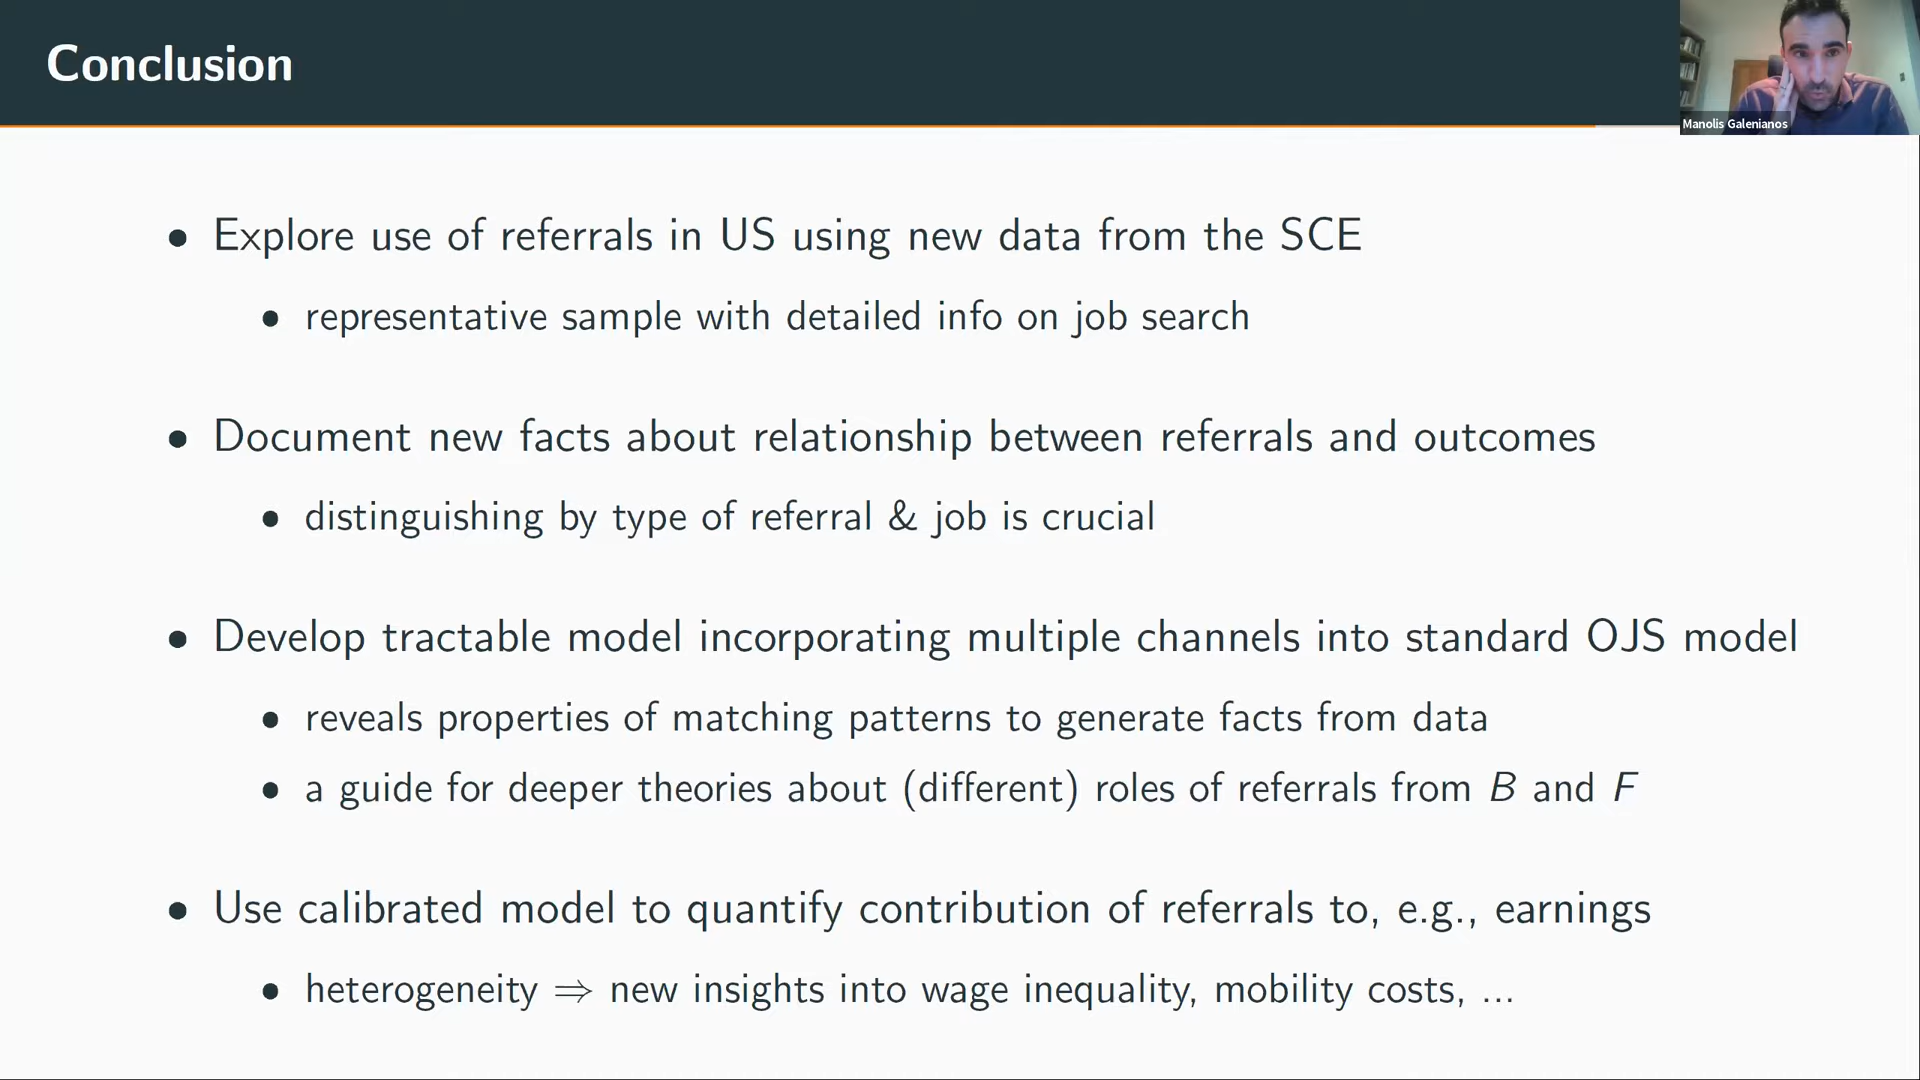 Conclusion
Manolis Galenianos
• Explore use of referrals in US using new data from the SCE
• representative sample with detailed info on job search
• Document new facts about relationship between referrals and outcomes
• distinguishing by type of referral & job is crucial
• Develop tractable model incorporating multiple channels into standard OJS model
• reveals properties of matching patterns to generate facts from data
• a guide for deeper theories about (different) roles of referrals from B and F
• Use calibrated model to quantify contribution of referrals to, e.g., earnings
• heterogeneity ⇒ new insights into wage inequality, mobility costs, ...